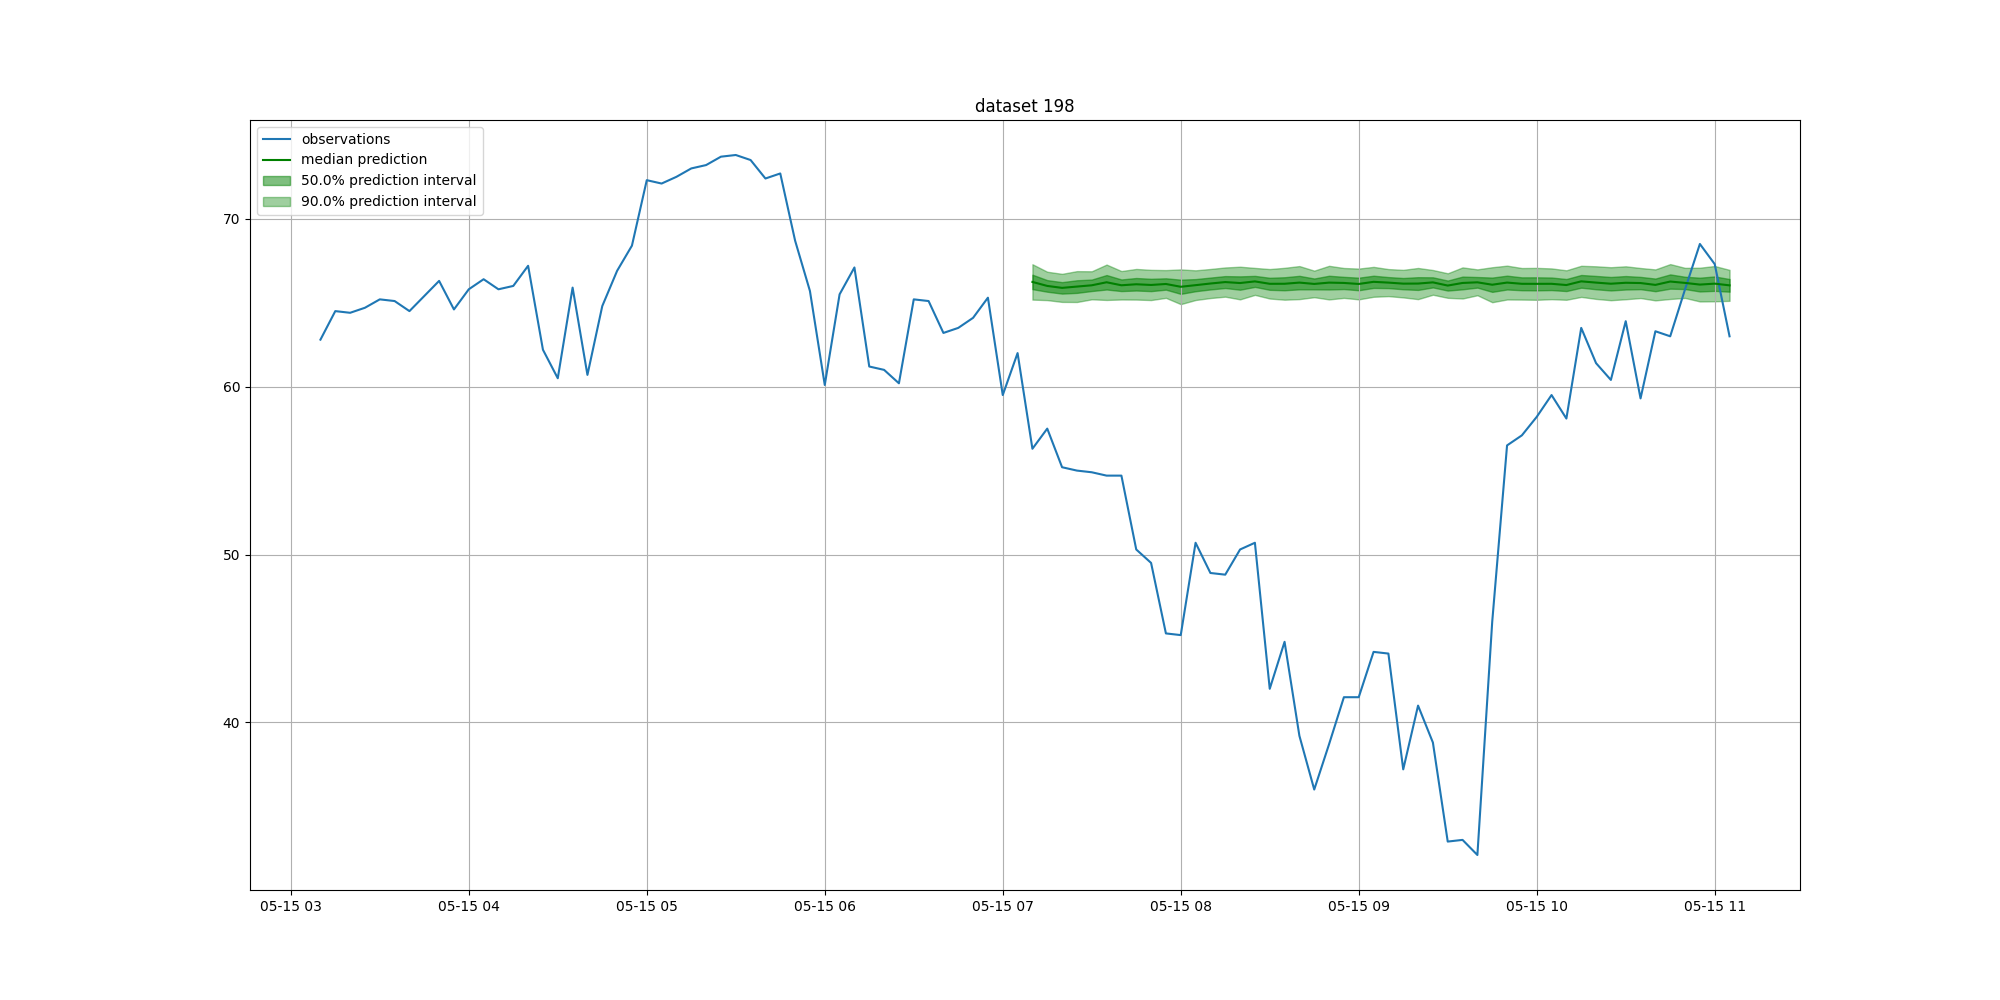 dataset 198
observations
median prediction
50.0% prediction interval
90.0% prediction interval
70
60
50
40
05-15 03
05-15 04
05-15 05
05-15 06
05-15 07
05-15 08
05-15 09
05-15 10
05-15 11